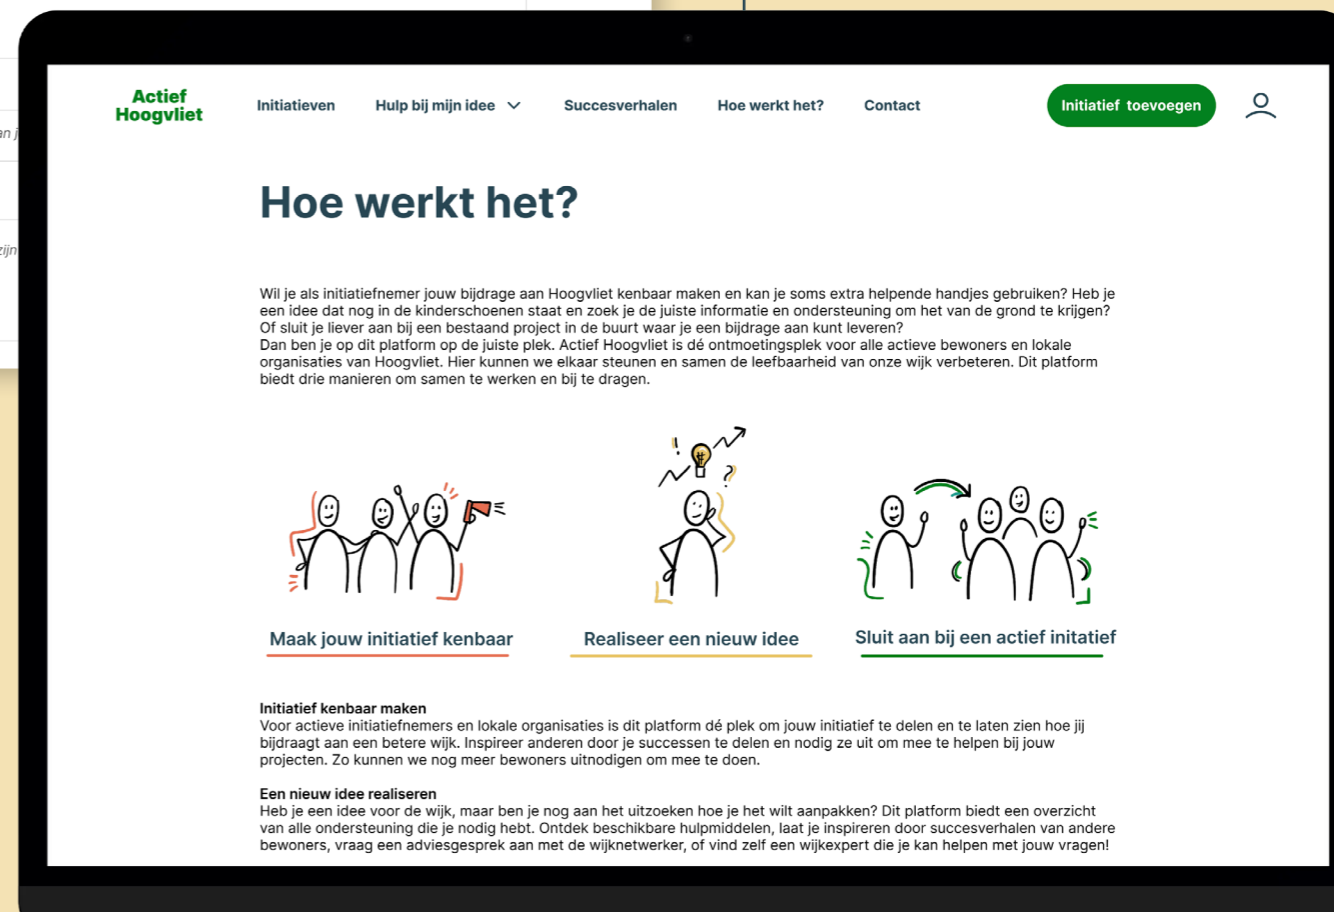 an j
zijn
Actief
Hoogvliet
Initiatieven
Hulp bij mijn idee
Succesverhalen
Hoe werkt het?
Contact
Initiatief toevoegen
Hoe werkt het?
Wil je als initiatiefnemer jouw bijdrage aan Hoogvliet kenbaar maken en kan je soms extra helpende handjes gebruiken? Heb je
een idee dat nog in de kinderschoenen staat en zoek je de juiste informatie en ondersteuning om het van de grond te krijgen?
Of sluit je liever aan bij een bestaand project in de buurt waar je een bijdrage aan kunt leveren?
Dan ben je op dit platform op de juiste plek. Actief Hoogvliet is dé ontmoetingsplek voor alle actieve bewoners en lokale
organisaties van Hoogvliet. Hier kunnen we elkaar steunen en samen de leefbaarheid van onze wijk verbeteren. Dit platform
biedt drie manieren om samen te werken en bij te dragen.
! ?
Maak jouw initiatief kenbaar
Realiseer een nieuw idee
Sluit aan bij een actief initatief
Initiatief kenbaar maken
Voor actieve initiatiefnemers en lokale organisaties is dit platform dé plek om jouw initiatief te delen en te laten zien hoe jij
bijdraagt aan een betere wijk. Inspireer anderen door je successen te delen en nodig ze uit om mee te helpen bij jouw
projecten. Zo kunnen we nog meer bewoners uitnodigen om mee te doen.
Een nieuw idee realiseren
Heb je een idee voor de wijk, maar ben je nog aan het uitzoeken hoe je het wilt aanpakken? Dit platform biedt een overzicht
van alle ondersteuning die je nodig hebt. Ontdek beschikbare hulpmiddelen, laat je inspireren door succesverhalen van andere
bewoners, vraag een adviesgesprek aan met de wijknetwerker, of vind zelf een wijkexpert die je kan helpen met jouw vragen!